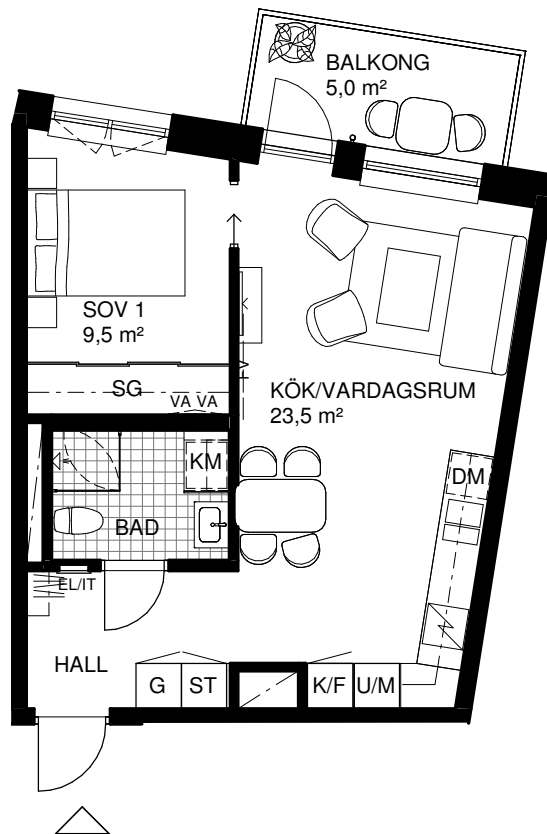 BALKONG
5,0 m²
SOV 1
9,5 m²
SG
VA VA
TV
KÖK/VARDAGSRUM
23,5 m²
KM
DM
BAD
EL/IT
HALL
G
ST
K/F
U/M